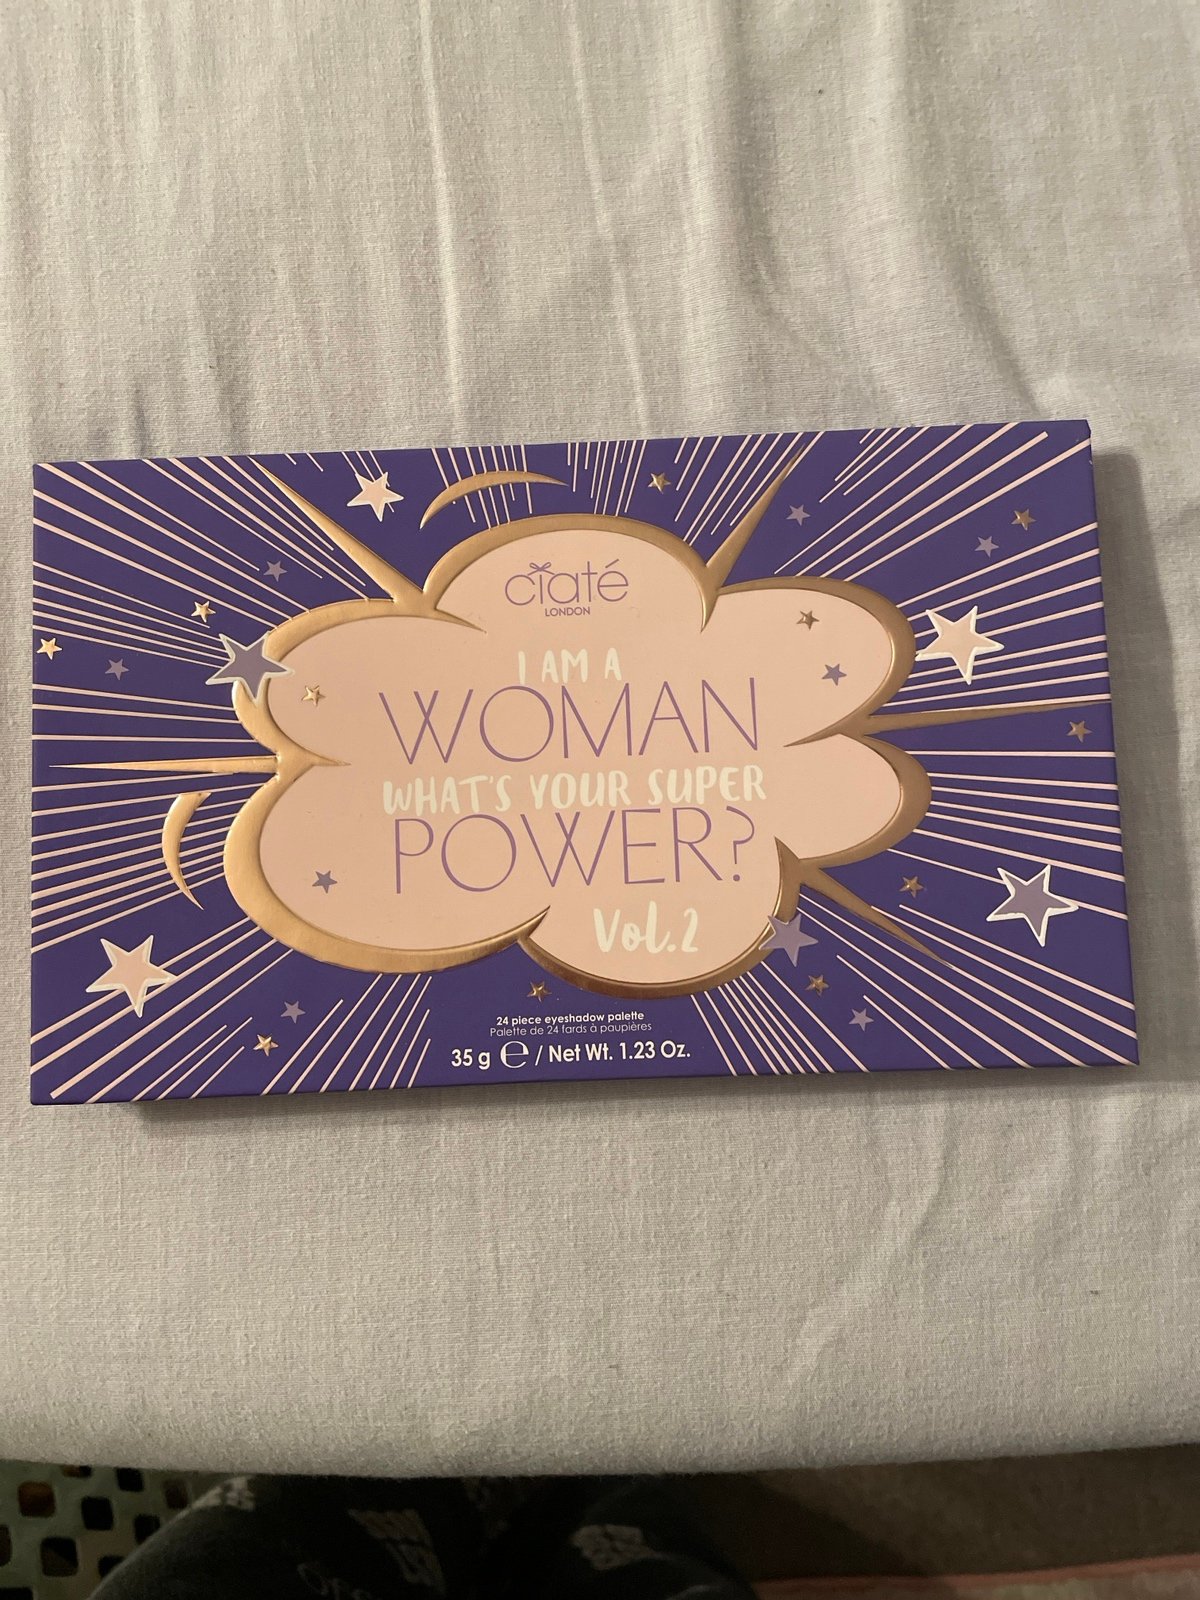 ciaté
LONDON
I AM A
WOMAN
WHAT'S YOUR SUPER
POWER?
Vol.2
24 piece eyeshadow palette
Palette de 24 fards à paupières
35 g ℮ / Net Wt. 1.23 Oz.